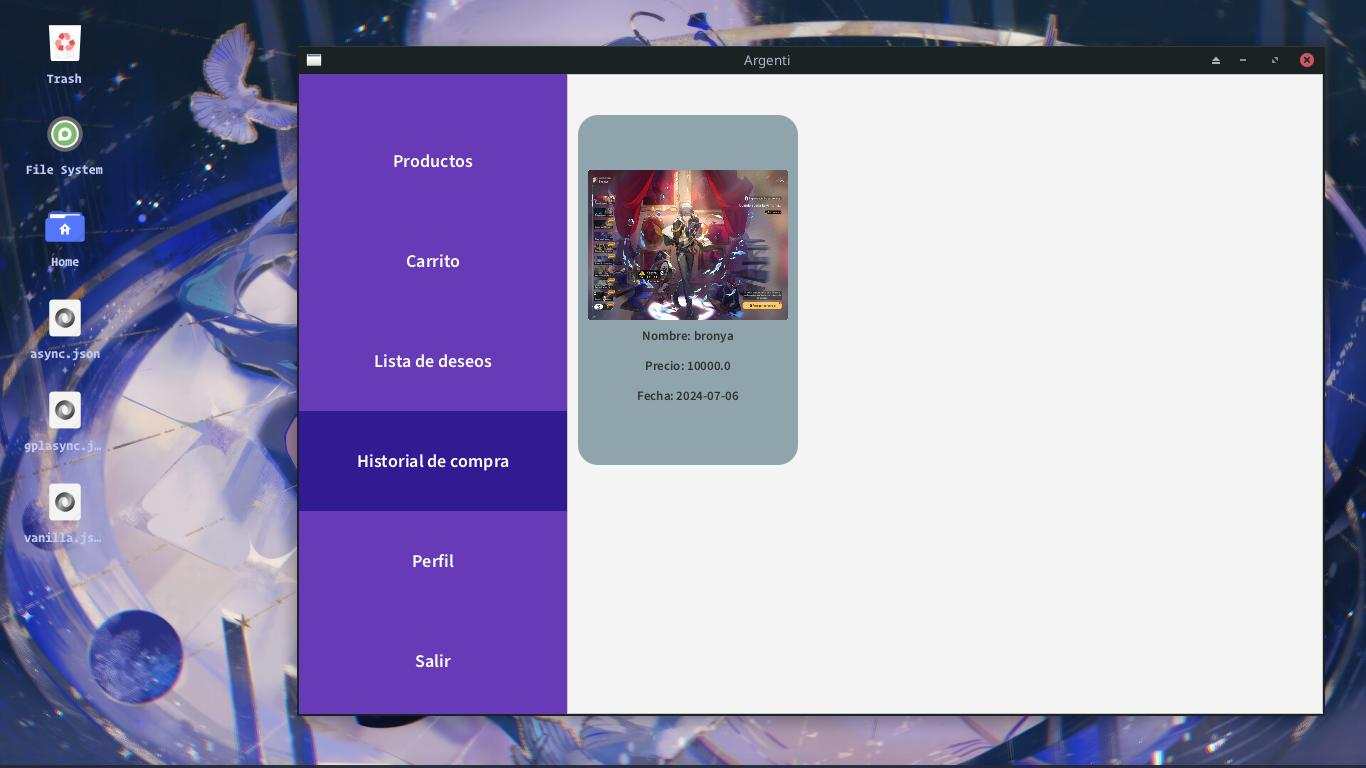 Trash
File System
Home
async.json
gplasync.j…
vanilla.js…
Argenti
Productos
Carrito
Lista de deseos
Historial de compra
Perfil
Salir
Nombre: bronya
Precio: 10000.0
Fecha: 2024-07-06